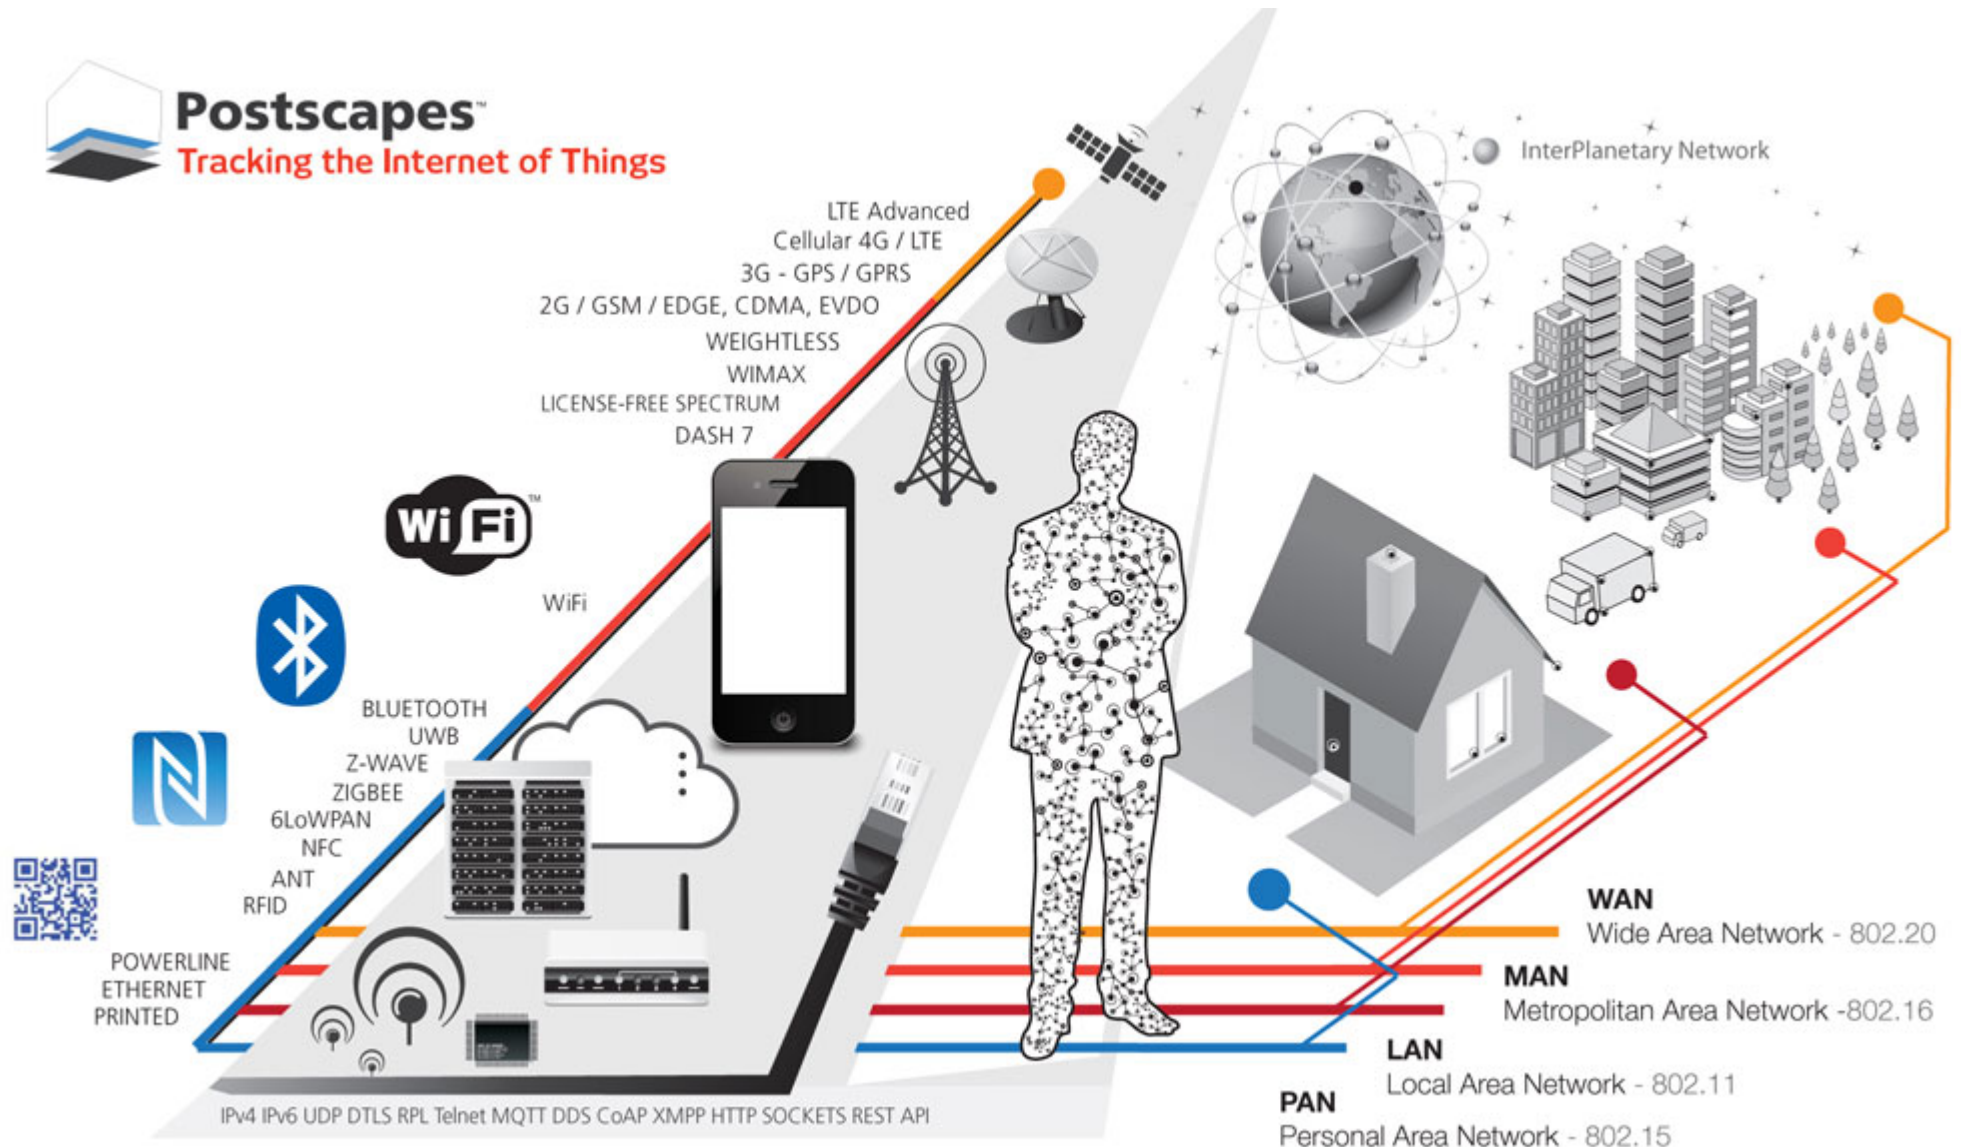 Postscapes™
Tracking the Internet of Things
InterPlanetary Network
LTE Advanced
Cellular 4G / LTE
3G - GPS / GPRS
2G / GSM / EDGE, CDMA, EVDO
WEIGHTLESS
WIMAX
LICENSE-FREE SPECTRUM
DASH 7
WiFi™
WiFi
BLUETOOTH
UWB
Z-WAVE
ZIGBEE
6LoWPAN
NFC
ANT
RFID
POWERLINE
ETHERNET
PRINTED
WAN
Wide Area Network - 802.20
MAN
Metropolitan Area Network -802.16
LAN
Local Area Network - 802.11
PAN
Personal Area Network - 802.15
IPv4 IPv6 UDP DTLS RPL Telnet MQTT DDS CoAP XMPP HTTP SOCKETS REST API